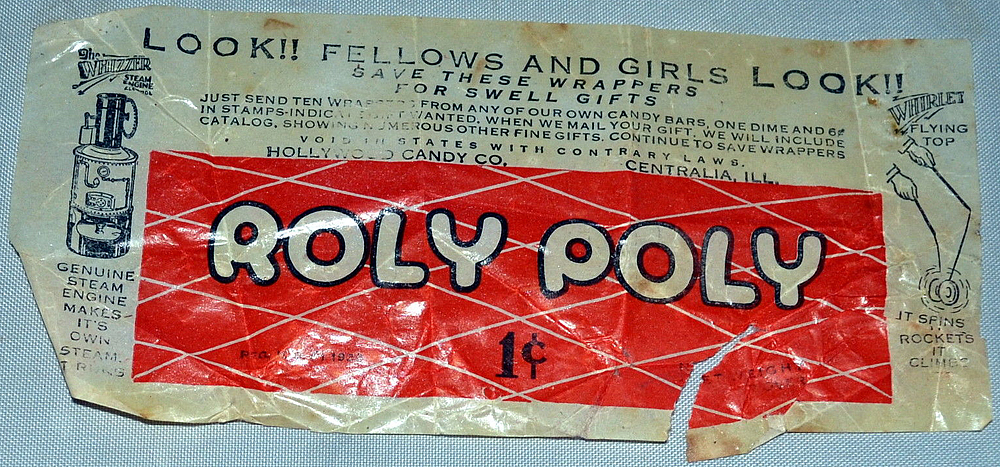 LOOK!! FELLOWS AND GIRLS LOOK!!
SAVE THESE WRAPPERS
FOR SWELL GIFTS
JUST SEND TEN WRAPPERS FROM ANY OF OUR OWN CANDY BARS, ONE DIME AND 6¢
IN STAMPS-INDICATE GIFT WANTED. WHEN WE MAIL YOUR GIFT, WE WILL INCLUDE
CATALOG, SHOWING NUMEROUS OTHER FINE GIFTS. CONTINUE TO SAVE WRAPPERS
VOID IN STATES WITH CONTRARY LAWS.
HOLLYWOOD CANDY CO. CENTRALIA, ILL.
The
WHIZZER
STEAM
ENGINE
GENUINE
STEAM
ENGINE
MAKES
IT'S
OWN
STEAM.
IT RUNS
ROLY POLY
1¢
REG.
WEIGHT
WHIRLET
FLYING
TOP
IT SPINS
ROCKETS
IT
CLIMBS